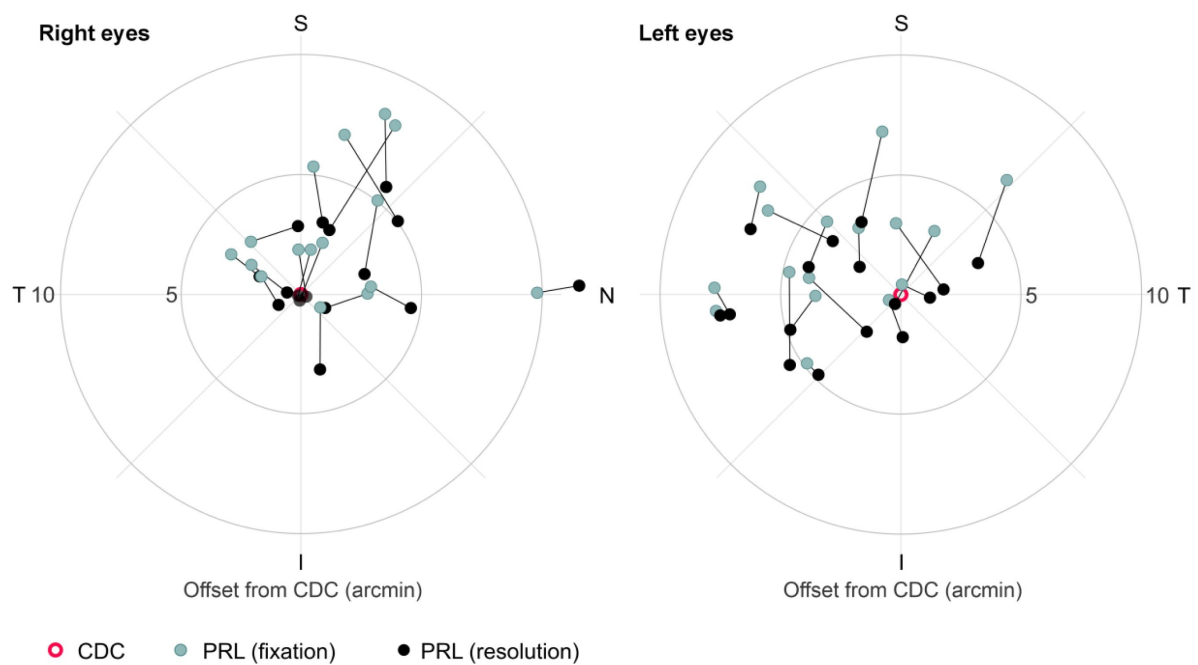 Right eyes
S
Left eyes
S
T 10
5
N
5
10 T
I
I
Offset from CDC (arcmin)
Offset from CDC (arcmin)
CDC
PRL (fixation)
PRL (resolution)